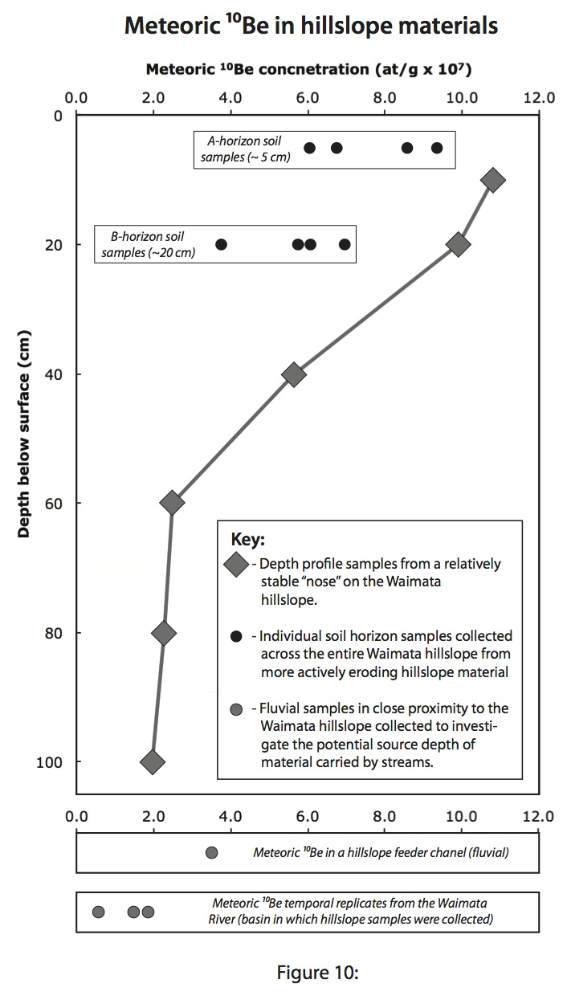 Meteoric ¹⁰Be in hillslope materials
Meteoric ¹⁰Be concnetration (at/g x 10⁷)
0.0 2.0 4.0 6.0 8.0 10.0 12.0
0
A-horizon soil
samples (~ 5 cm)
B-horizon soil
samples (~20 cm)
20
40
Depth below surface (cm)
60
Key:
- Depth profile samples from a relatively
stable “nose” on the Waimata
hillslope.
80
- Individual soil horizon samples collected
across the entire Waimata hillslope from
more actively eroding hillslope material
- Fluvial samples in close proximity to the
Waimata hillslope collected to investi-
gate the potential source depth of
material carried by streams.
100
0.0 2.0 4.0 6.0 8.0 10.0 12.0
Meteoric ¹⁰Be in a hillslope feeder chanel (fluvial)
Meteoric ¹⁰Be temporal replicates from the Waimata
River (basin in which hillslope samples were collected)
Figure 10: